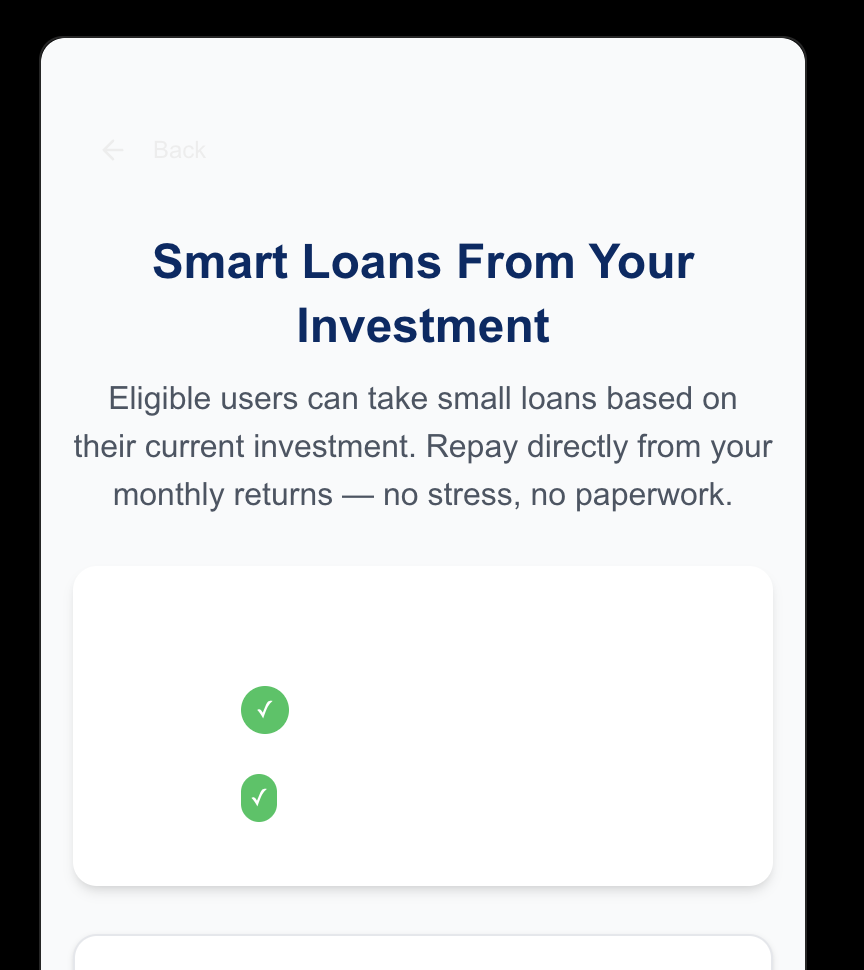 ← Back
Smart Loans From Your
Investment
Eligible users can take small loans based on
their current investment. Repay directly from your
monthly returns — no stress, no paperwork.
✓
✓